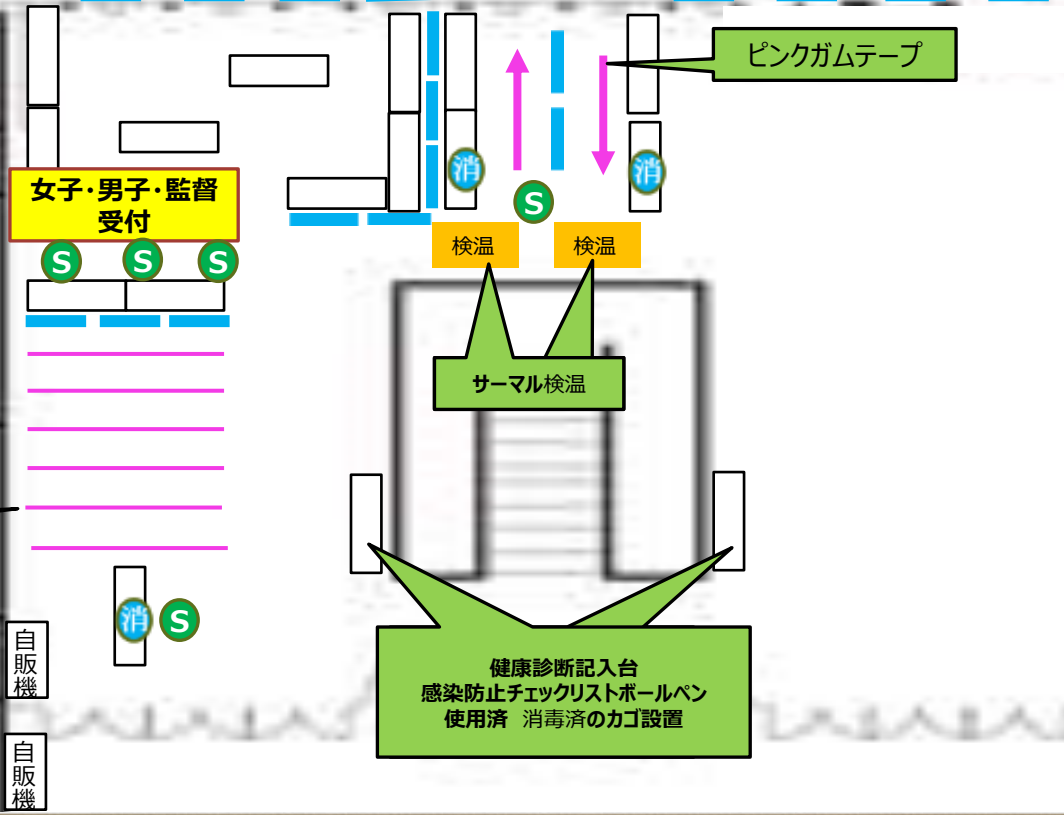 ピンクガムテープ
消
消
女子・男子・監督
受付
S
S
S
S
検温
検温
サーマル検温
消
S
自販機
健康診断記入台
感染防止チェックリストボールペン
使用済　消毒済のカゴ設置
自販機